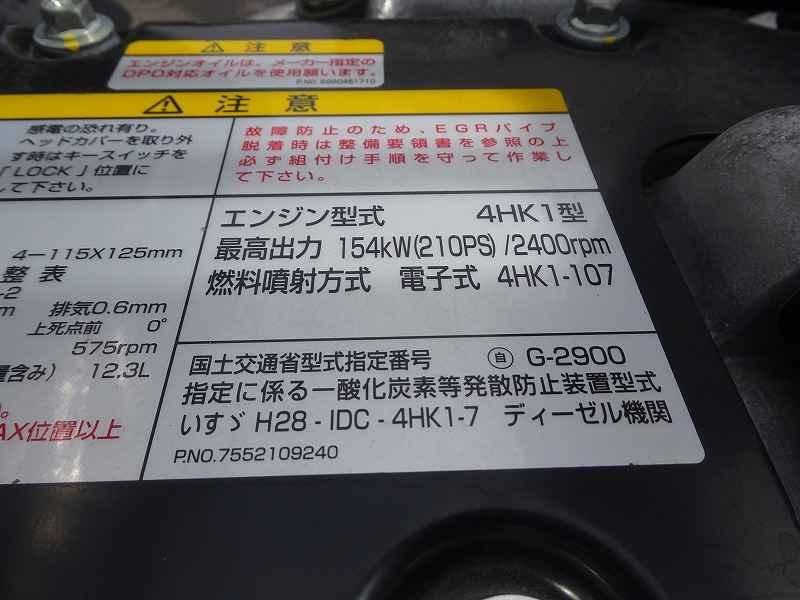 ⚠ 注意
エンジンオイルは、メーカー指定の
DPD対応オイルを使用願います。
⚠ 注意
感電の恐れ有り。
ヘッドカバーを取り外
す時はキースイッチを
「LOCK」位置に
して下さい。
故障防止のため、EGRパイプ
脱着時は整備要領書を参照の上
必ず組付け手順を守って作業し
て下さい。
4-115X125mm
整表
-2
m 排気0.6mm
上死点前 0°
575rpm
含み) 12.3L
AX位置以上
エンジン型式 4HK1型
最高出力 154kW(210PS)/2400rpm
燃料噴射方式 電子式 4HK1-107
国土交通省型式指定番号 自 G-2900
指定に係る一酸化炭素等発散防止装置型式
いすゞ H28-IDC-4HK1-7 ディーゼル機関
P.NO.7552109240